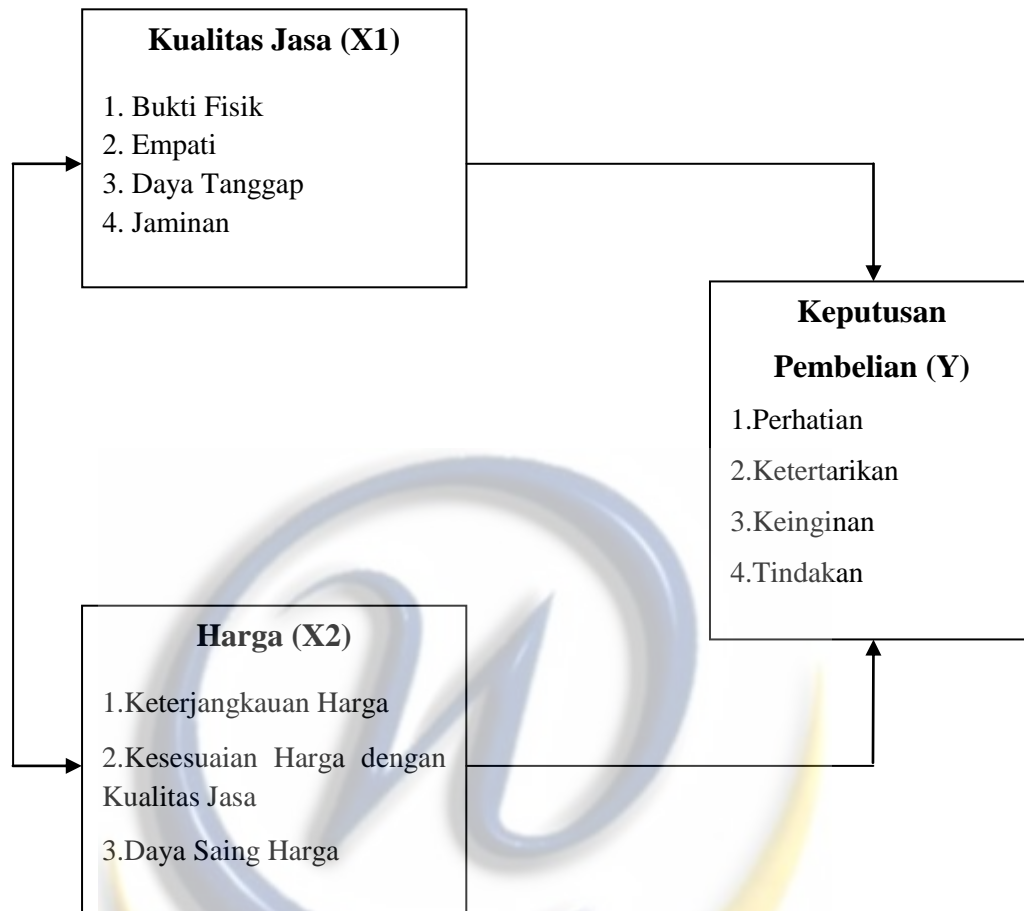 Kualitas Jasa (X1)
1. Bukti Fisik
2. Empati
3. Daya Tanggap
4. Jaminan
Keputusan
Pembelian (Y)
1.Perhatian
2.Ketertarikan
3.Keinginan
4.Tindakan
Harga (X2)
1.Keterjangkauan Harga
2.Kesesuaian Harga dengan
Kualitas Jasa
3.Daya Saing Harga